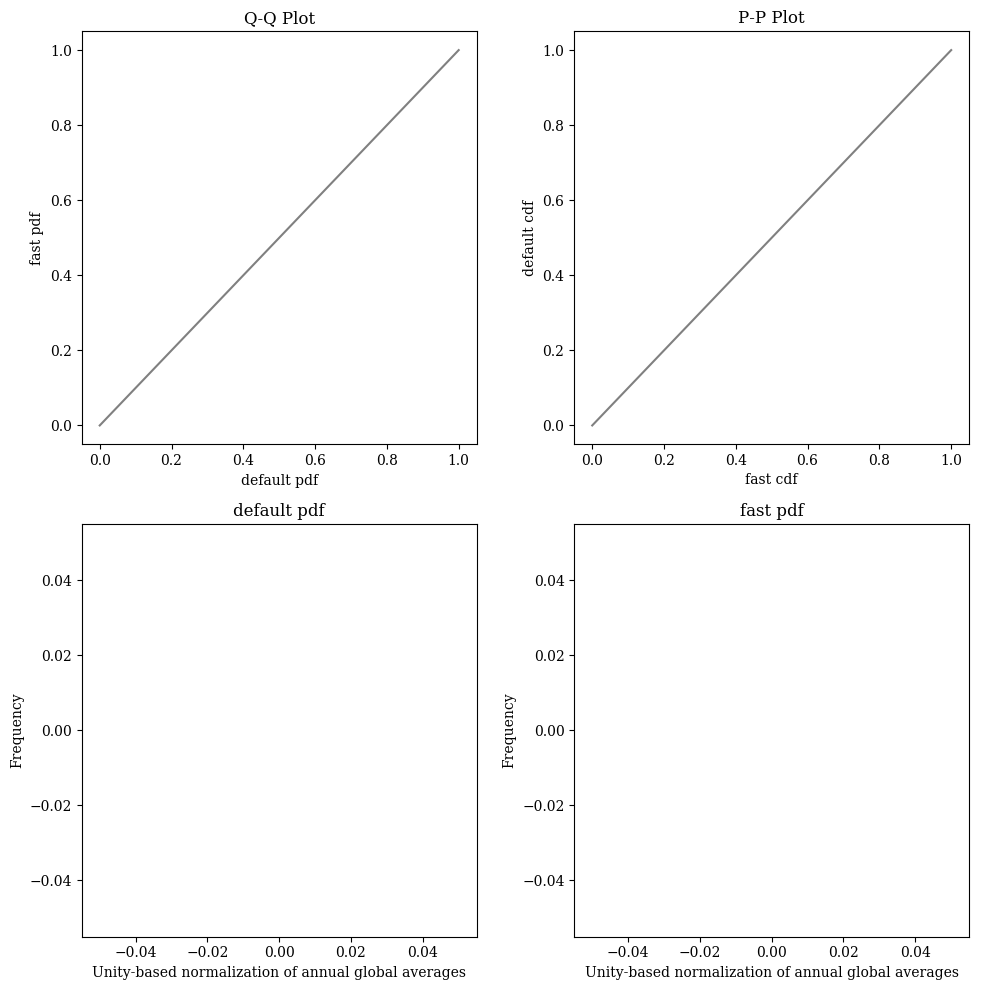 Q-Q Plot
1.0
0.8
0.6
0.4
0.2
0.0
fast pdf
0.0 0.2 0.4 0.6 0.8 1.0
default pdf
P-P Plot
1.0
0.8
0.6
0.4
0.2
0.0
default cdf
0.0 0.2 0.4 0.6 0.8 1.0
fast cdf
default pdf
0.04
0.02
0.00
−0.02
−0.04
Frequency
−0.04 −0.02 0.00 0.02 0.04
Unity-based normalization of annual global averages
fast pdf
0.04
0.02
0.00
−0.02
−0.04
Frequency
−0.04 −0.02 0.00 0.02 0.04
Unity-based normalization of annual global averages